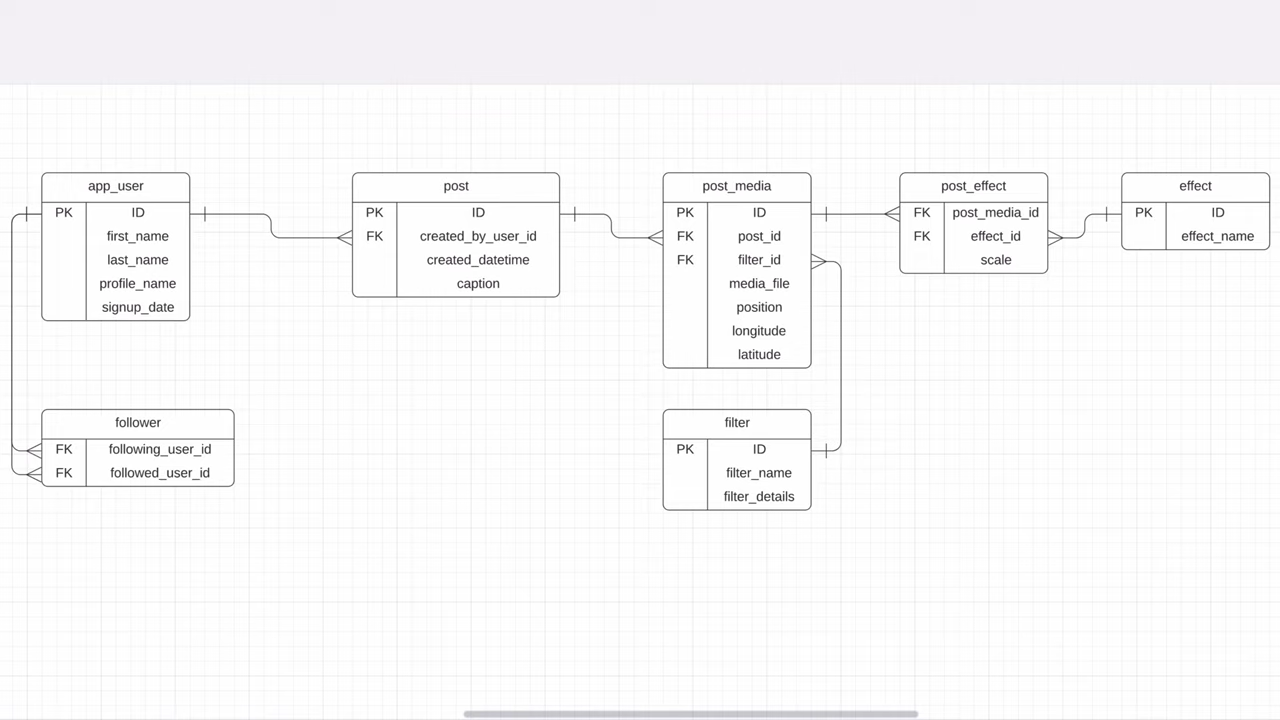 app_user
PK ID
first_name
last_name
profile_name
signup_date
post
PK ID
FK created_by_user_id
created_datetime
caption
post_media
PK ID
FK post_id
FK filter_id
media_file
position
longitude
latitude
post_effect
FK post_media_id
FK effect_id
scale
effect
PK ID
effect_name
follower
FK following_user_id
FK followed_user_id
filter
PK ID
filter_name
filter_details